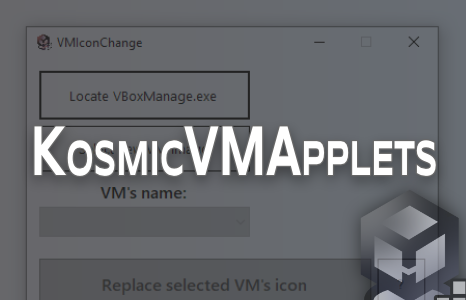 VMIconChange
Locate VBoxManage.exe
KosmicVMApplets
VM's name:
Replace selected VM's icon